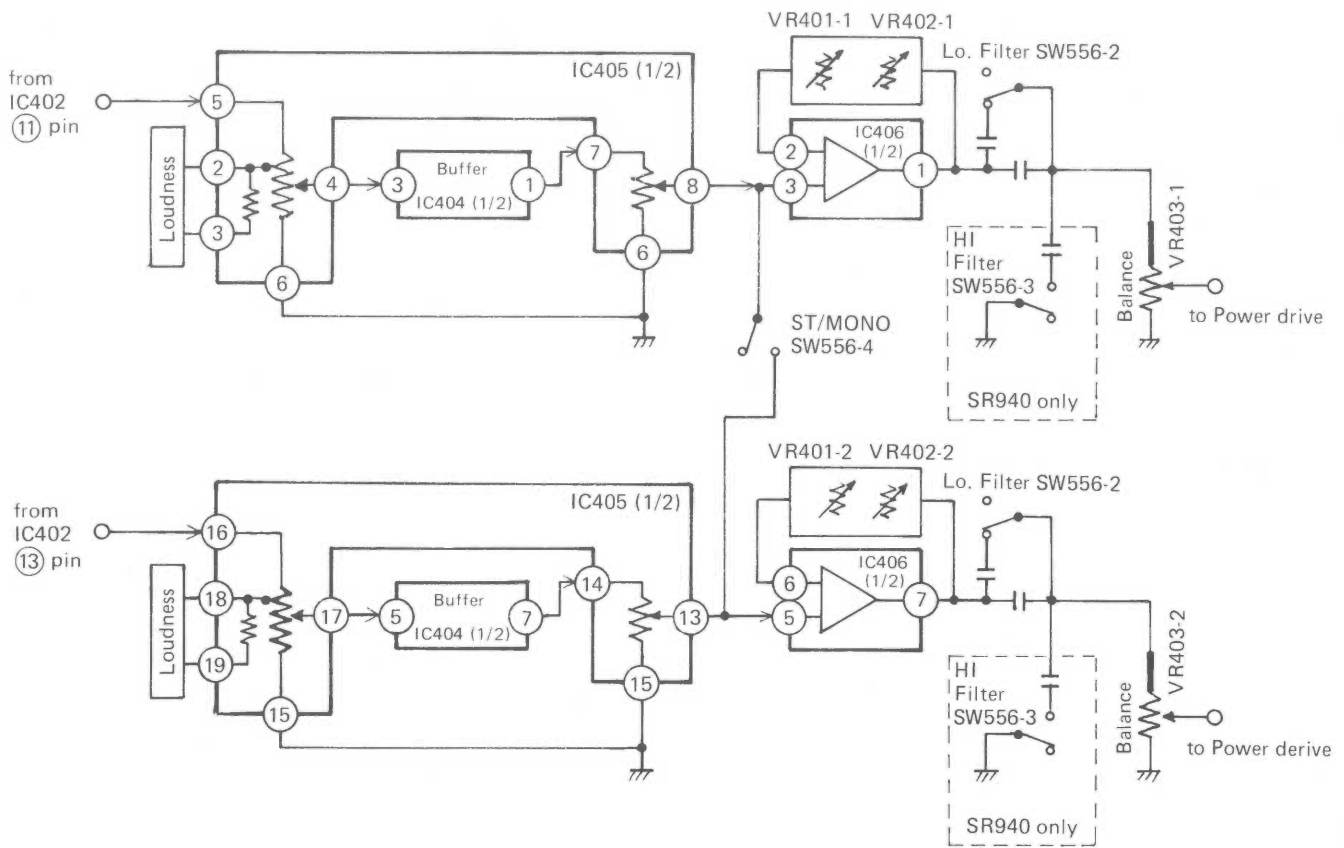 VR401-1 VR402-1
Lo. Filter SW556-2
IC405 (1/2)
from
IC402
⑪ pin
5
Loudness
2
3
4
6
3
Buffer
IC404 (1/2)
1
7
6
8
IC406
(1/2)
2
3
1
HI
Filter
SW556-3
SR940 only
Balance
VR403-1
to Power drive
ST/MONO
SW556-4
VR401-2 VR402-2
Lo. Filter SW556-2
IC405 (1/2)
from
IC402
⑬ pin
16
Loudness
18
19
17
15
5
Buffer
IC404 (1/2)
7
14
15
13
IC406
(1/2)
6
5
7
HI
Filter
SW556-3
SR940 only
Balance
VR403-2
to Power derive